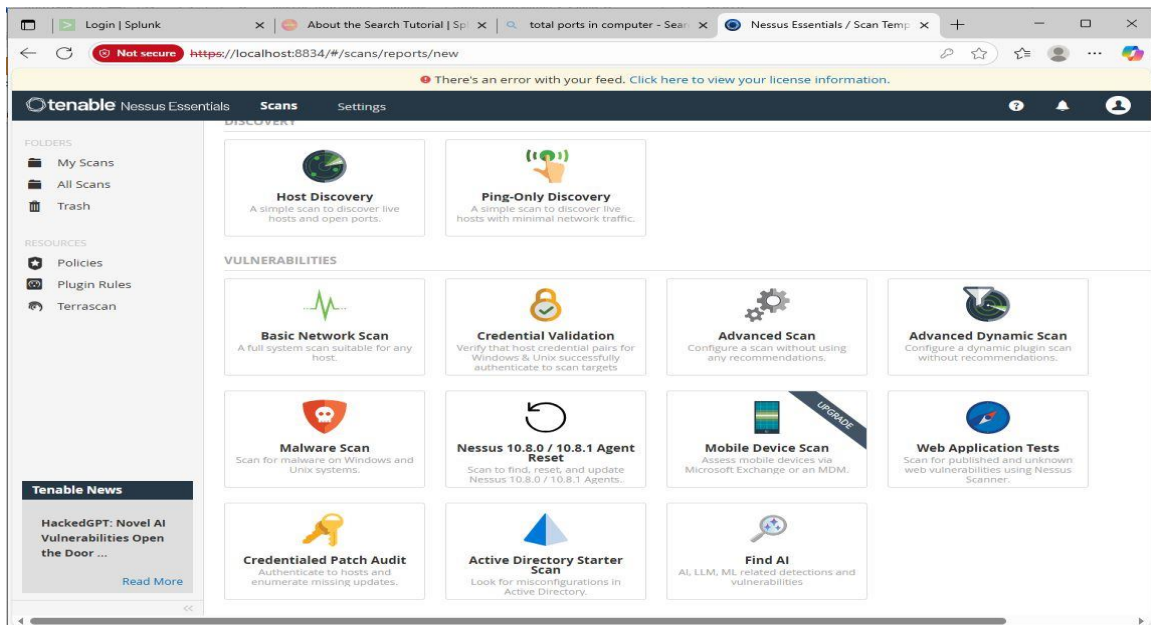 Login | Splunk
About the Search Tutorial | Sp
total ports in computer - Sear
Nessus Essentials / Scan Temp
Not secure https://localhost:8834/#/scans/reports/new
There's an error with your feed. Click here to view your license information.
tenable Nessus Essentials Scans Settings
FOLDERS
My Scans
All Scans
Trash
RESOURCES
Policies
Plugin Rules
Terrascan
Tenable News
HackedGPT: Novel AI
Vulnerabilities Open
the Door ...
Read More
DISCOVERY
Host Discovery
A simple scan to discover live
hosts and open ports.
Ping-Only Discovery
A simple scan to discover live
hosts with minimal network traffic.
VULNERABILITIES
Basic Network Scan
A full system scan suitable for any
host.
Credential Validation
Verify that host credential pairs for
Windows & Unix successfully
authenticate to scan targets
Advanced Scan
Configure a scan without using
any recommendations.
Advanced Dynamic Scan
Configure a dynamic plugin scan
without recommendations.
Malware Scan
Scan for malware on Windows and
Unix systems.
Nessus 10.8.0 / 10.8.1 Agent
Reset
Scan to find, reset, and update
Nessus 10.8.0 / 10.8.1 Agents.
UPGRADE
Mobile Device Scan
Assess mobile devices via
Microsoft Exchange or an MDM.
Web Application Tests
Scan for published and unknown
web vulnerabilities using Nessus
Scanner.
Credentialed Patch Audit
Authenticate to hosts and
enumerate missing updates.
Active Directory Starter
Scan
Look for misconfigurations in
Active Directory.
Find AI
AI, LLM, ML related detections and
vulnerabilities